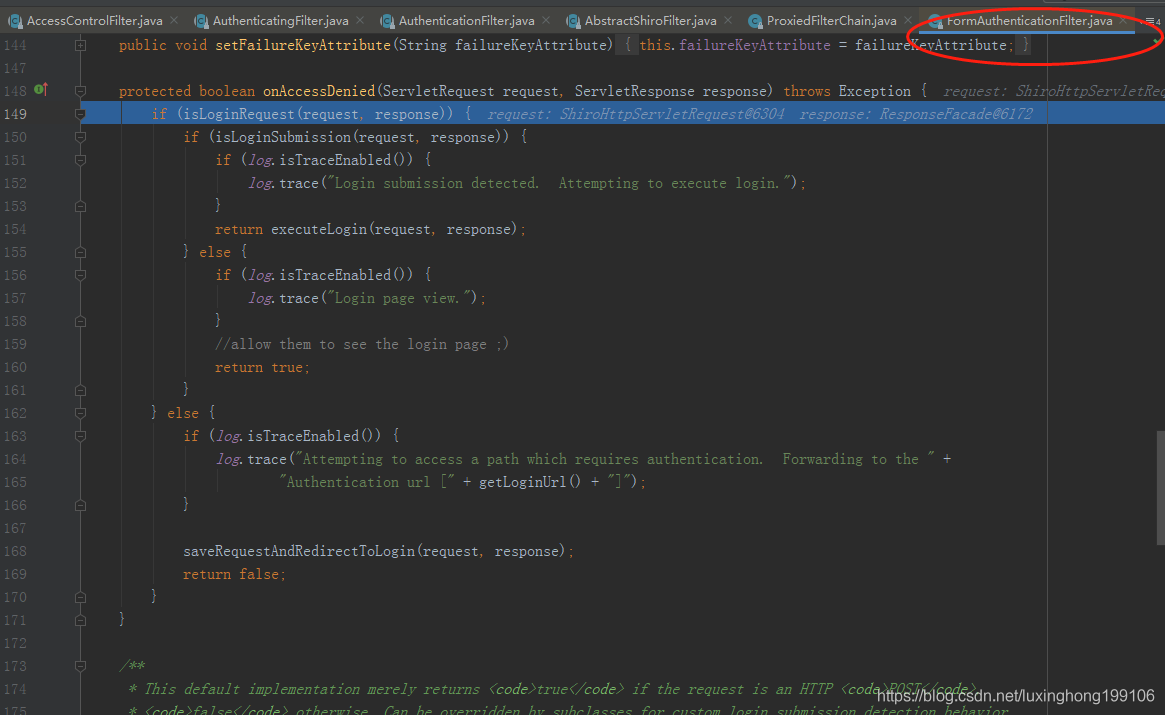 AccessControlFilter.java × AuthenticatingFilter.java × AuthenticationFilter.java × AbstractShiroFilter.java × ProxiedFilterChain.java × FormAuthenticationFilter.java × 4
144 public void setFailureKeyAttribute(String failureKeyAttribute) { this.failureKeyAttribute = failureKeyAttribute; }
147
148 protected boolean onAccessDenied(ServletRequest request, ServletResponse response) throws Exception { request: ShiroHttpServletReq
149 if (isLoginRequest(request, response)) { request: ShiroHttpServletRequest@6304 response: ResponseFacade@6172
150 if (isLoginSubmission(request, response)) {
151 if (log.isTraceEnabled()) {
152 log.trace("Login submission detected.  Attempting to execute login.");
153 }
154 return executeLogin(request, response);
155 } else {
156 if (log.isTraceEnabled()) {
157 log.trace("Login page view.");
158 }
159 //allow them to see the login page ;)
160 return true;
161 }
162 } else {
163 if (log.isTraceEnabled()) {
164 log.trace("Attempting to access a path which requires authentication.  Forwarding to the " +
165 "Authentication url [" + getLoginUrl() + "]");
166 }
167
168 saveRequestAndRedirectToLogin(request, response);
169 return false;
170 }
171 }
172
173 /**
174 * This default implementation merely returns <code>true</code> if the request is an HTTP <code>POST</code>,
175 * <code>false</code> otherwise. Can be overridden by subclasses for custom login submission detection behavior.
https://blog.csdn.net/luxinghong199106